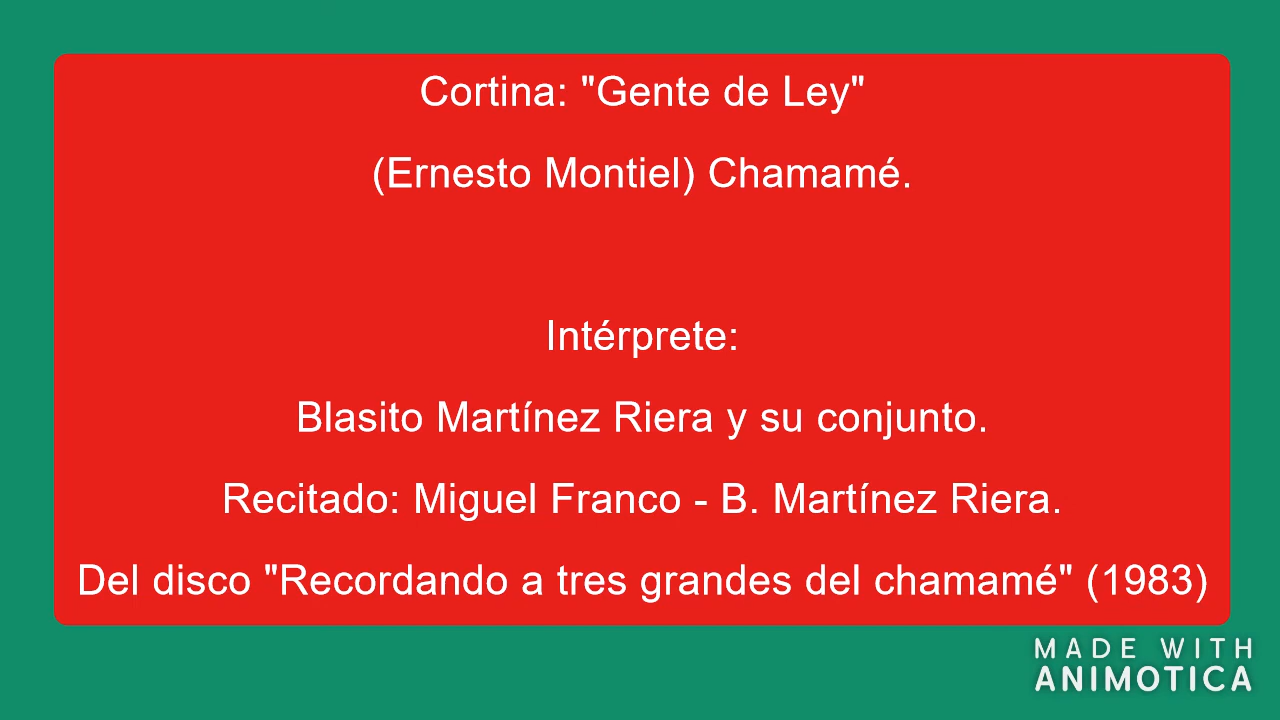 Cortina: "Gente de Ley"
(Ernesto Montiel) Chamamé.
Intérprete:
Blasito Martínez Riera y su conjunto.
Recitado: Miguel Franco - B. Martínez Riera.
Del disco "Recordando a tres grandes del chamamé" (1983)
MADE WITH
ANIMOTICA